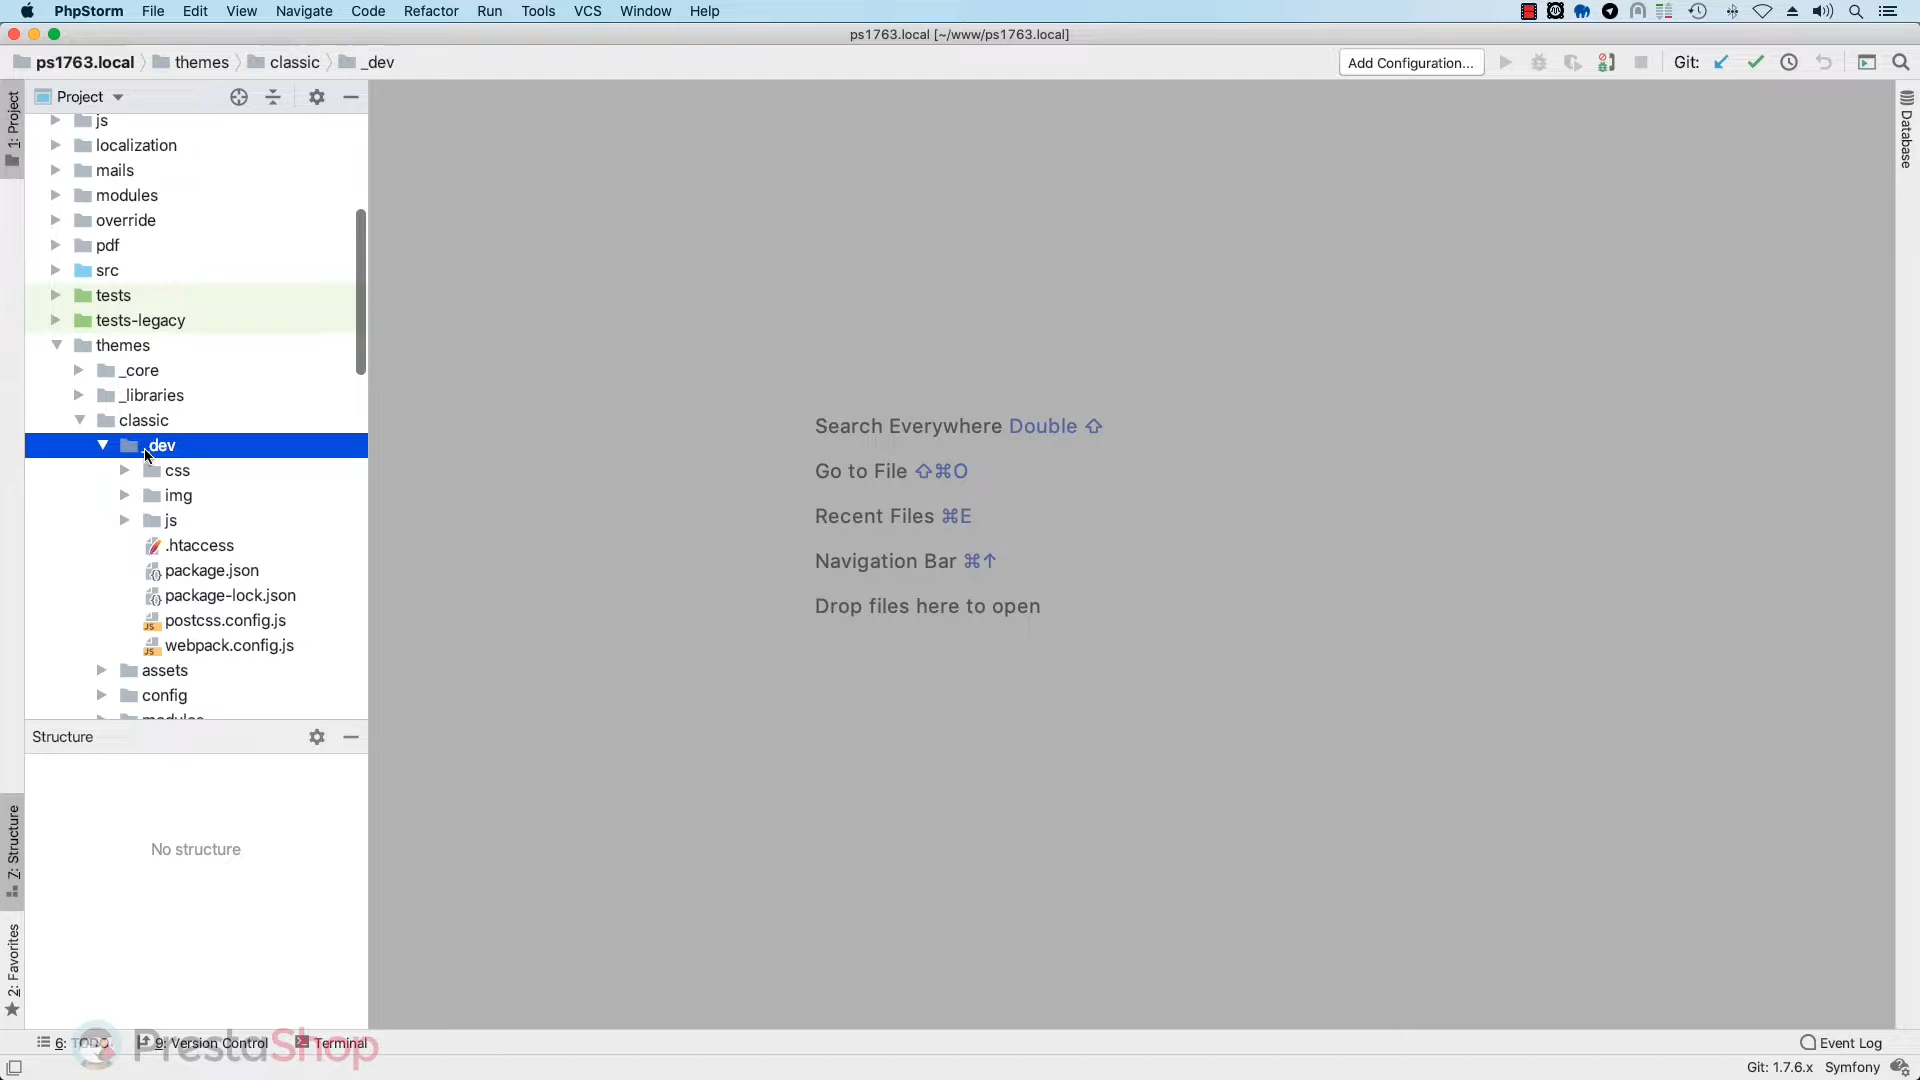 PhpStorm File Edit View Navigate Code Refactor Run Tools VCS Window Help
ps1763.local [~/www/ps1763.local]
ps1763.local themes classic _dev Add Configuration... Git:
1: Project
Project
js
localization
mails
modules
override
pdf
src
tests
tests-legacy
themes
_core
_libraries
classic
_dev
css
img
js
.htaccess
package.json
package-lock.json
postcss.config.js
webpack.config.js
assets
config
modules
Search Everywhere Double ⇧
Go to File ⇧⌘O
Recent Files ⌘E
Navigation Bar ⌘↑
Drop files here to open
Database
Structure
No structure
7: Structure
2: Favorites
6: TODO 9: Version Control Terminal Event Log
PrestaShop
Git: 1.7.6.x Symfony